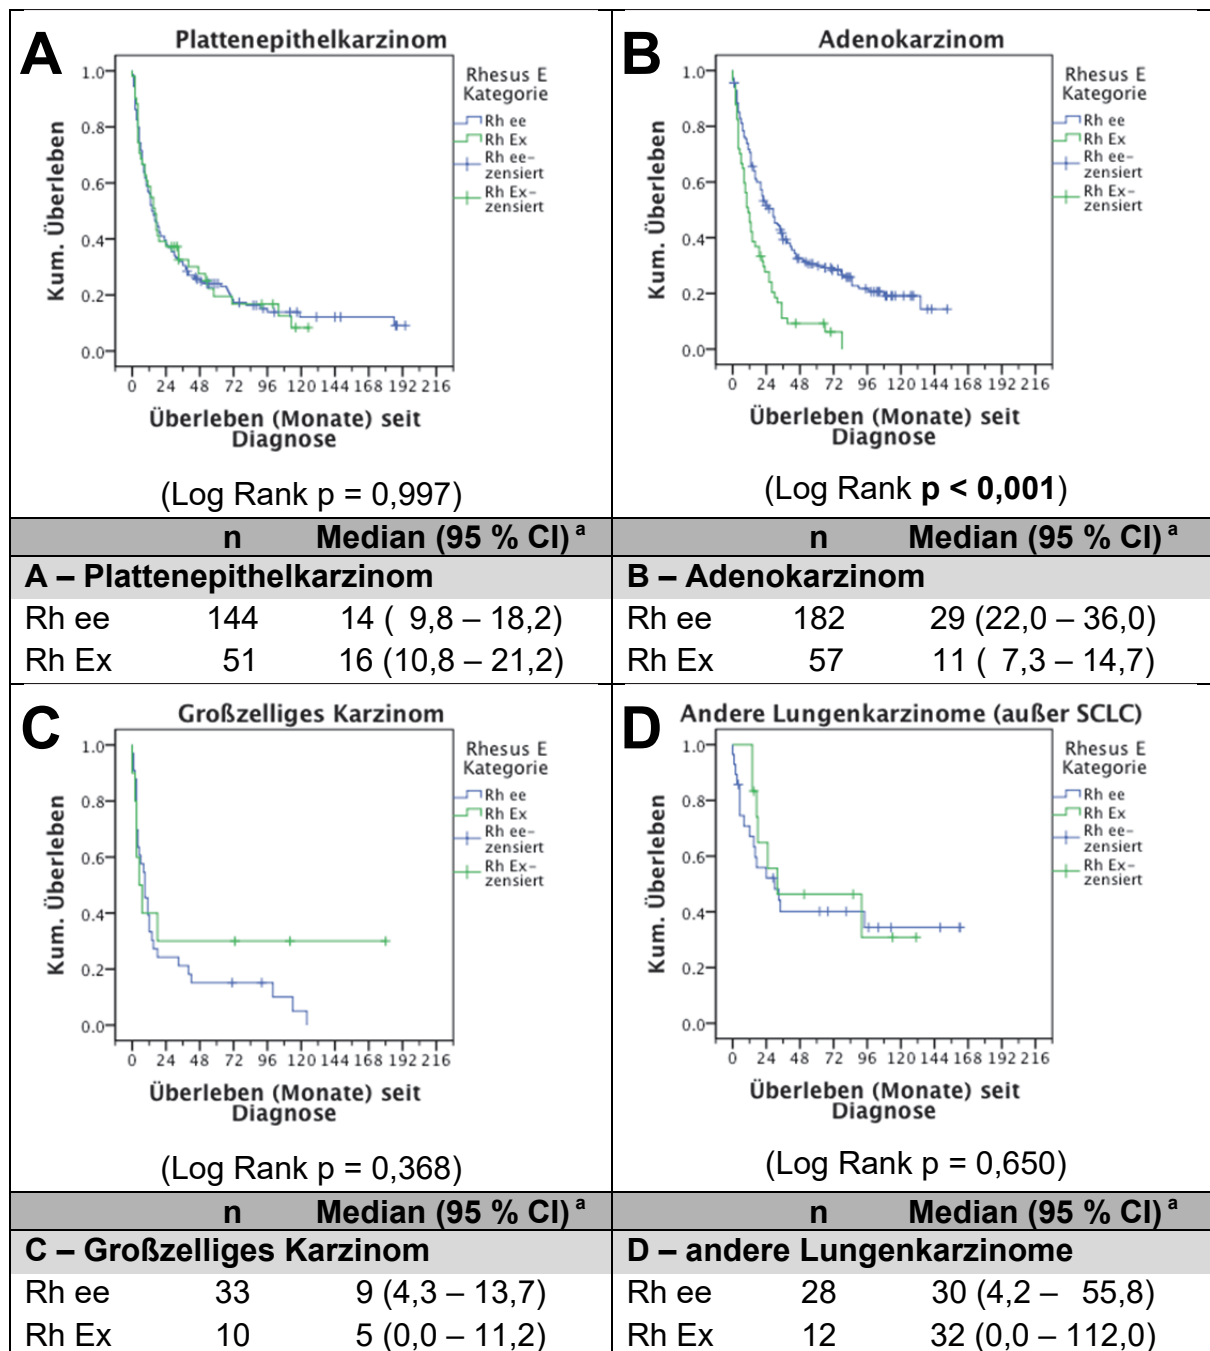 A
Plattenepithelkarzinom
Kum. Überleben
1.0
0.8
0.6
0.4
0.2
0.0
0 24 48 72 96 120 144 168 192 216
Überleben (Monate) seit
Diagnose
Rhesus E
Kategorie
Rh ee
Rh Ex
Rh ee-
zensiert
Rh Ex-
zensiert
(Log Rank p = 0,997)
n Median (95 % CI) a
A – Plattenepithelkarzinom
Rh ee 144 14 ( 9,8 – 18,2)
Rh Ex 51 16 (10,8 – 21,2)
B
Adenokarzinom
Kum. Überleben
1.0
0.8
0.6
0.4
0.2
0.0
0 24 48 72 96 120 144 168 192 216
Überleben (Monate) seit
Diagnose
Rhesus E
Kategorie
Rh ee
Rh Ex
Rh ee-
zensiert
Rh Ex-
zensiert
(Log Rank p < 0,001)
n Median (95 % CI) a
B – Adenokarzinom
Rh ee 182 29 (22,0 – 36,0)
Rh Ex 57 11 ( 7,3 – 14,7)
C
Großzelliges Karzinom
Kum. Überleben
1.0
0.8
0.6
0.4
0.2
0.0
0 24 48 72 96 120 144 168 192 216
Überleben (Monate) seit
Diagnose
Rhesus E
Kategorie
Rh ee
Rh Ex
Rh ee-
zensiert
Rh Ex-
zensiert
(Log Rank p = 0,368)
n Median (95 % CI) a
C – Großzelliges Karzinom
Rh ee 33 9 (4,3 – 13,7)
Rh Ex 10 5 (0,0 – 11,2)
D
Andere Lungenkarzinome (außer SCLC)
Kum. Überleben
1.0
0.8
0.6
0.4
0.2
0.0
0 24 48 72 96 120 144 168 192 216
Überleben (Monate) seit
Diagnose
Rhesus E
Kategorie
Rh ee
Rh Ex
Rh ee-
zensiert
Rh Ex-
zensiert
(Log Rank p = 0,650)
n Median (95 % CI) a
D – andere Lungenkarzinome
Rh ee 28 30 (4,2 – 55,8)
Rh Ex 12 32 (0,0 – 112,0)